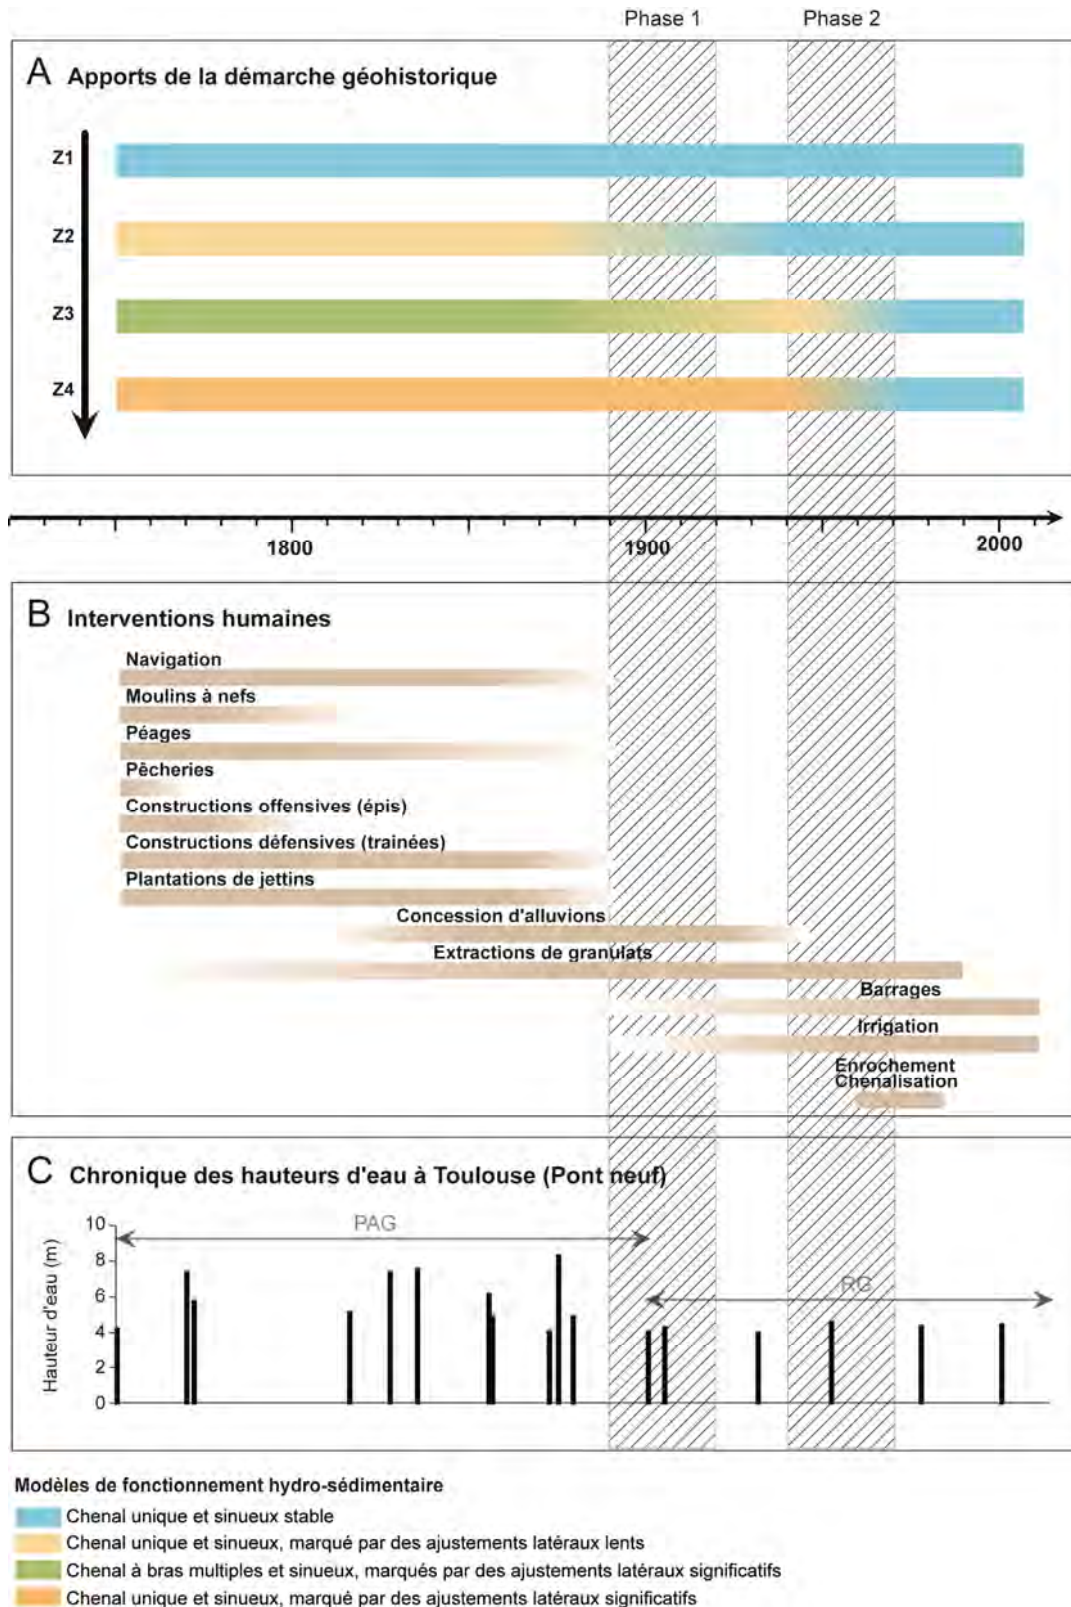 Phase 1
Phase 2
A Apports de la démarche géohistorique
Z1
Z2
Z3
Z4
1800
1900
2000
B Interventions humaines
Navigation
Moulins à nefs
Péages
Pêcheries
Constructions offensives (épis)
Constructions défensives (trainées)
Plantations de jettins
Concession d'alluvions
Extractions de granulats
Barrages
Irrigation
Enrochement
Chenalisation
C Chronique des hauteurs d'eau à Toulouse (Pont neuf)
PAG
RG
Hauteur d'eau (m)
10
8
6
4
2
0
Modèles de fonctionnement hydro-sédimentaire
Chenal unique et sinueux stable
Chenal unique et sinueux, marqué par des ajustements latéraux lents
Chenal à bras multiples et sinueux, marqués par des ajustements latéraux significatifs
Chenal unique et sinueux, marqué par des ajustements latéraux significatifs